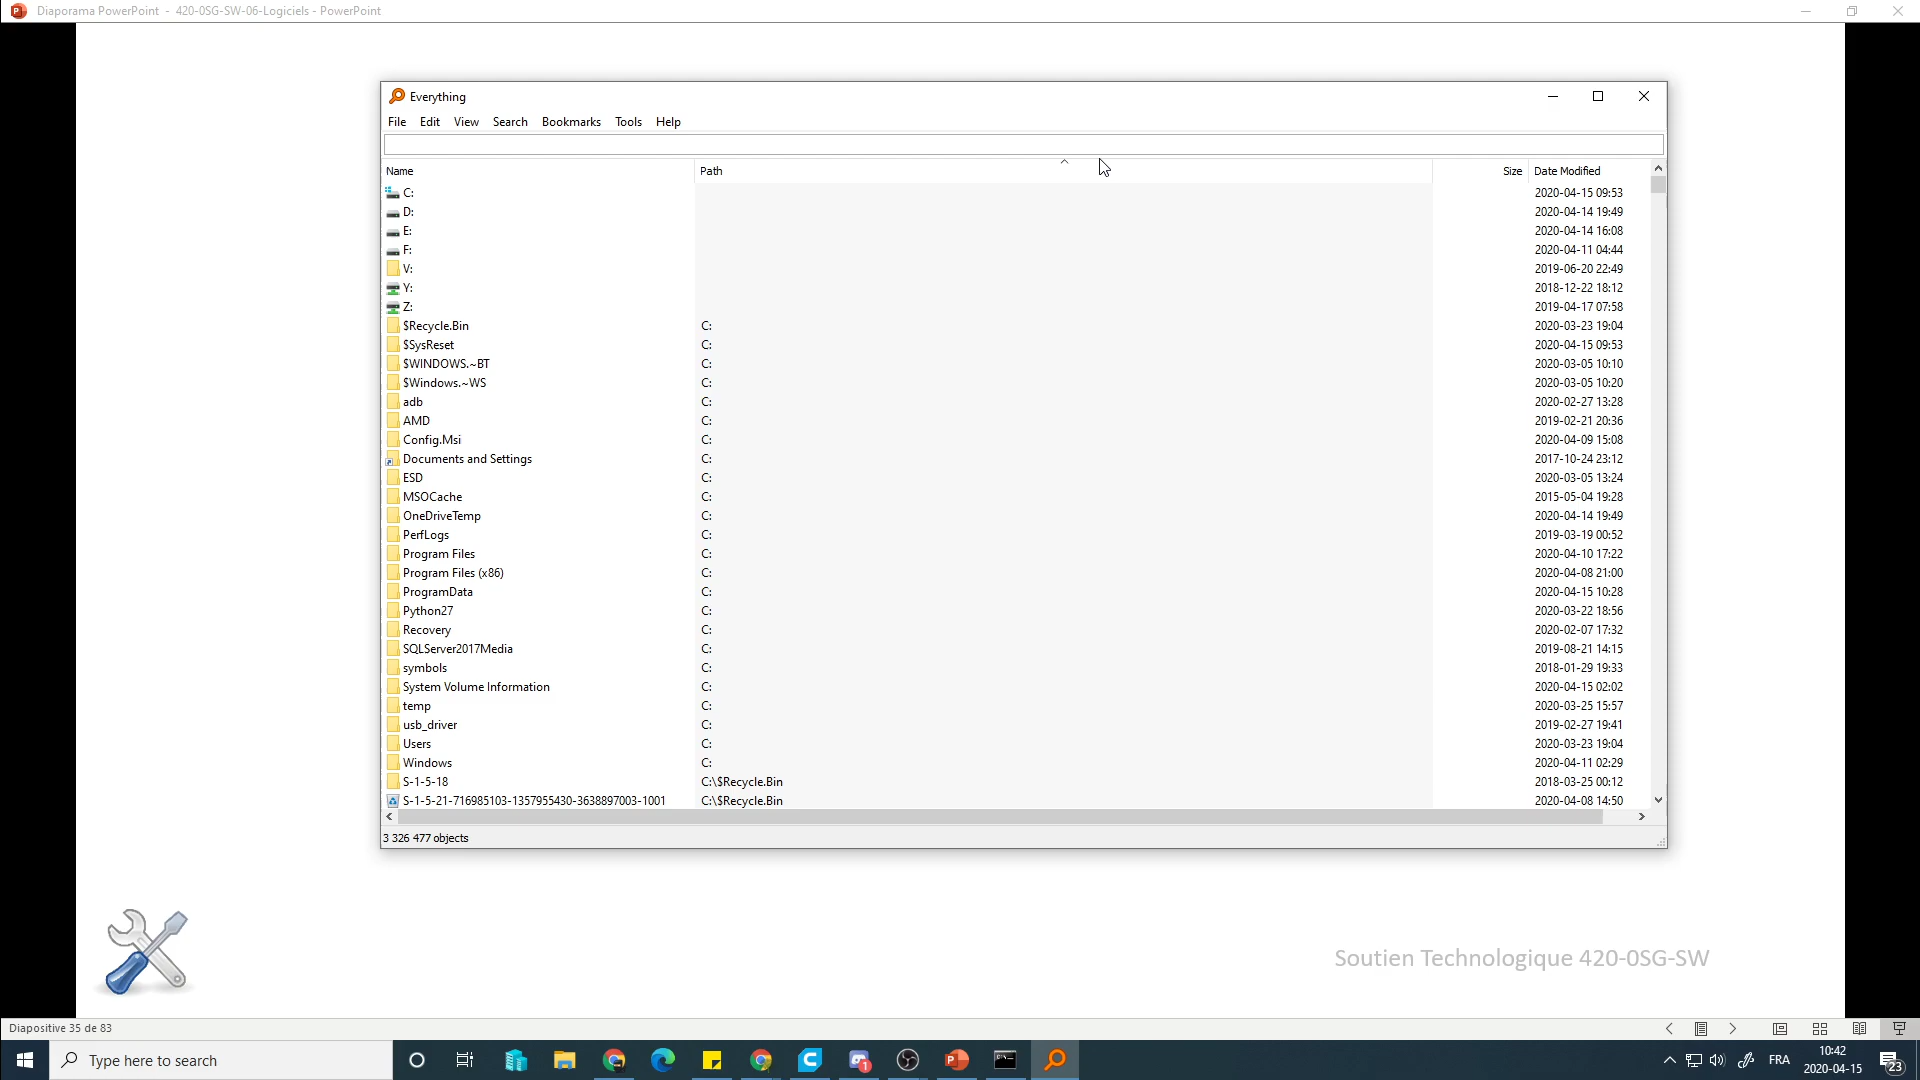 Diaporama PowerPoint - 420-0SG-SW-06-Logiciels - PowerPoint
Everything
File Edit View Search Bookmarks Tools Help
Name Path Size Date Modified
C: 2020-04-15 09:53
D: 2020-04-14 19:49
E: 2020-04-14 16:08
F: 2020-04-11 04:44
V: 2019-06-20 22:49
Y: 2018-12-22 18:12
Z: 2019-04-17 07:58
$Recycle.Bin C: 2020-03-23 19:04
$SysReset C: 2020-04-15 09:53
$WINDOWS.~BT C: 2020-03-05 10:10
$Windows.~WS C: 2020-03-05 10:20
adb C: 2020-02-27 13:28
AMD C: 2019-02-21 20:36
Config.Msi C: 2020-04-09 15:08
Documents and Settings C: 2017-10-24 23:12
ESD C: 2020-03-05 13:24
MSOCache C: 2015-05-04 19:28
OneDriveTemp C: 2020-04-14 19:49
PerfLogs C: 2019-03-19 00:52
Program Files C: 2020-04-10 17:22
Program Files (x86) C: 2020-04-08 21:00
ProgramData C: 2020-04-15 10:28
Python27 C: 2020-03-22 18:56
Recovery C: 2020-02-07 17:32
SQLServer2017Media C: 2019-08-21 14:15
symbols C: 2018-01-29 19:33
System Volume Information C: 2020-04-15 02:02
temp C: 2020-03-25 15:57
usb_driver C: 2019-02-27 19:41
Users C: 2020-03-23 19:04
Windows C: 2020-04-11 02:29
S-1-5-18 C:\$Recycle.Bin 2018-03-25 00:12
S-1-5-21-716985103-1357955430-3638897003-1001 C:\$Recycle.Bin 2020-04-08 14:50
3 326 477 objects
Soutien Technologique 420-0SG-SW
Diapositive 35 de 83
Type here to search
FRA
10:42
2020-04-15
23